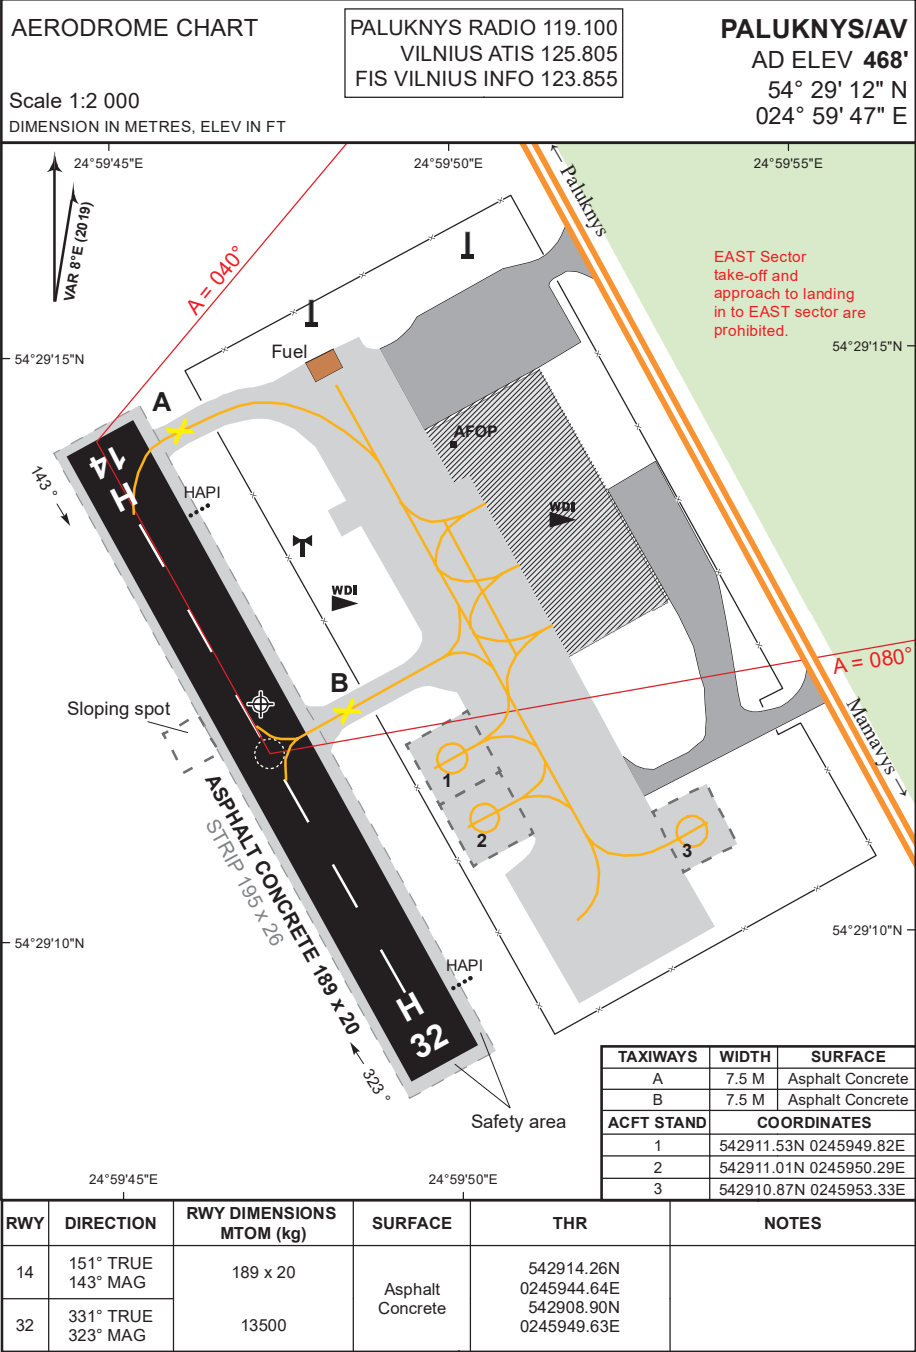 AERODROME CHART
Scale 1:2 000
DIMENSION IN METRES, ELEV IN FT
PALUKNYS RADIO 119.100
VILNIUS ATIS 125.805
FIS VILNIUS INFO 123.855
PALUKNYS/AV
AD ELEV 468'
54° 29' 12" N
024° 59' 47" E
24°59'45"E
24°59'50"E
24°59'55"E
VAR 8°E (2019)
A = 040°
Paluknys
EAST Sector
take-off and
approach to landing
in to EAST sector are
prohibited.
54°29'15"N
54°29'15"N
Fuel
A
AFOP
14
H
143°
HAPI
WDI
WDI
A = 080°
B
Sloping spot
Mamavys
1
2
3
ASPHALT CONCRETE 189 x 20
STRIP 195 x 26
54°29'10"N
54°29'10"N
HAPI
H
32
323°
Safety area
24°59'45"E
24°59'50"E
TAXIWAYS WIDTH SURFACE
A 7.5 M Asphalt Concrete
B 7.5 M Asphalt Concrete
ACFT STAND COORDINATES
1 542911.53N 0245949.82E
2 542911.01N 0245950.29E
3 542910.87N 0245953.33E
RWY DIRECTION RWY DIMENSIONS MTOM (kg) SURFACE THR NOTES
14 151° TRUE 143° MAG 189 x 20 Asphalt Concrete 542914.26N 0245944.64E
32 331° TRUE 323° MAG 13500 542908.90N 0245949.63E